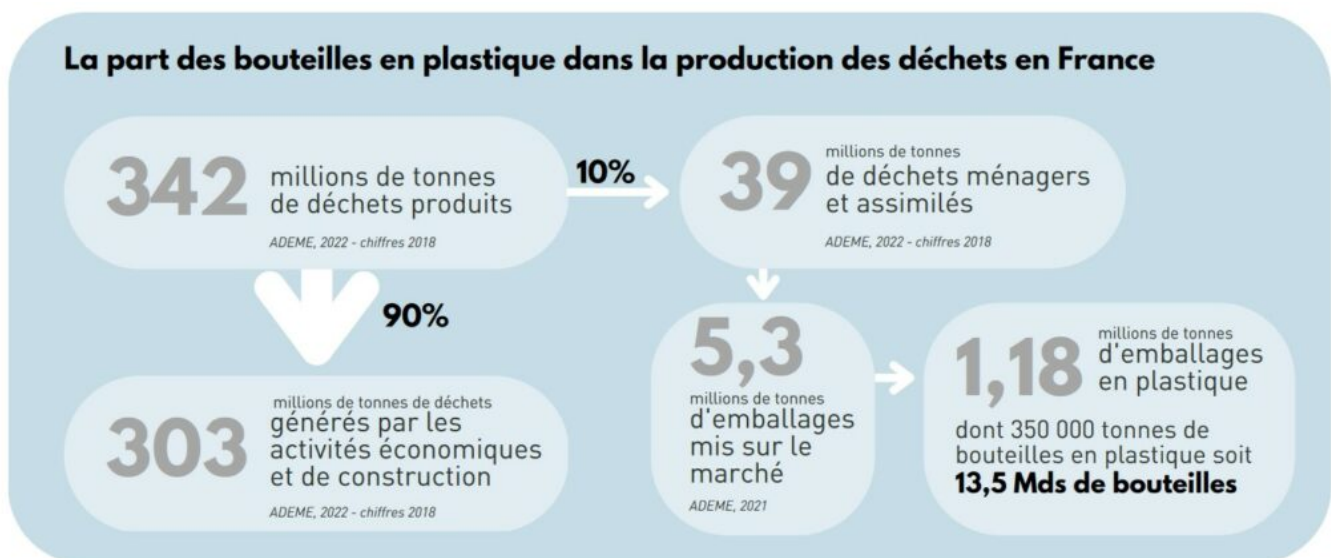 La part des bouteilles en plastique dans la production des déchets en France
342
millions de tonnes
de déchets produits
ADEME, 2022 - chiffres 2018
10%
39
millions de tonnes
de déchets ménagers
et assimilés
ADEME, 2022 - chiffres 2018
90%
303
millions de tonnes de déchets
générés par les
activités économiques
et de construction
ADEME, 2022 - chiffres 2018
5,3
millions de tonnes
d'emballages
mis sur le
marché
ADEME, 2021
1,18
millions de tonnes
d'emballages
en plastique
dont 350 000 tonnes de
bouteilles en plastique soit
13,5 Mds de bouteilles